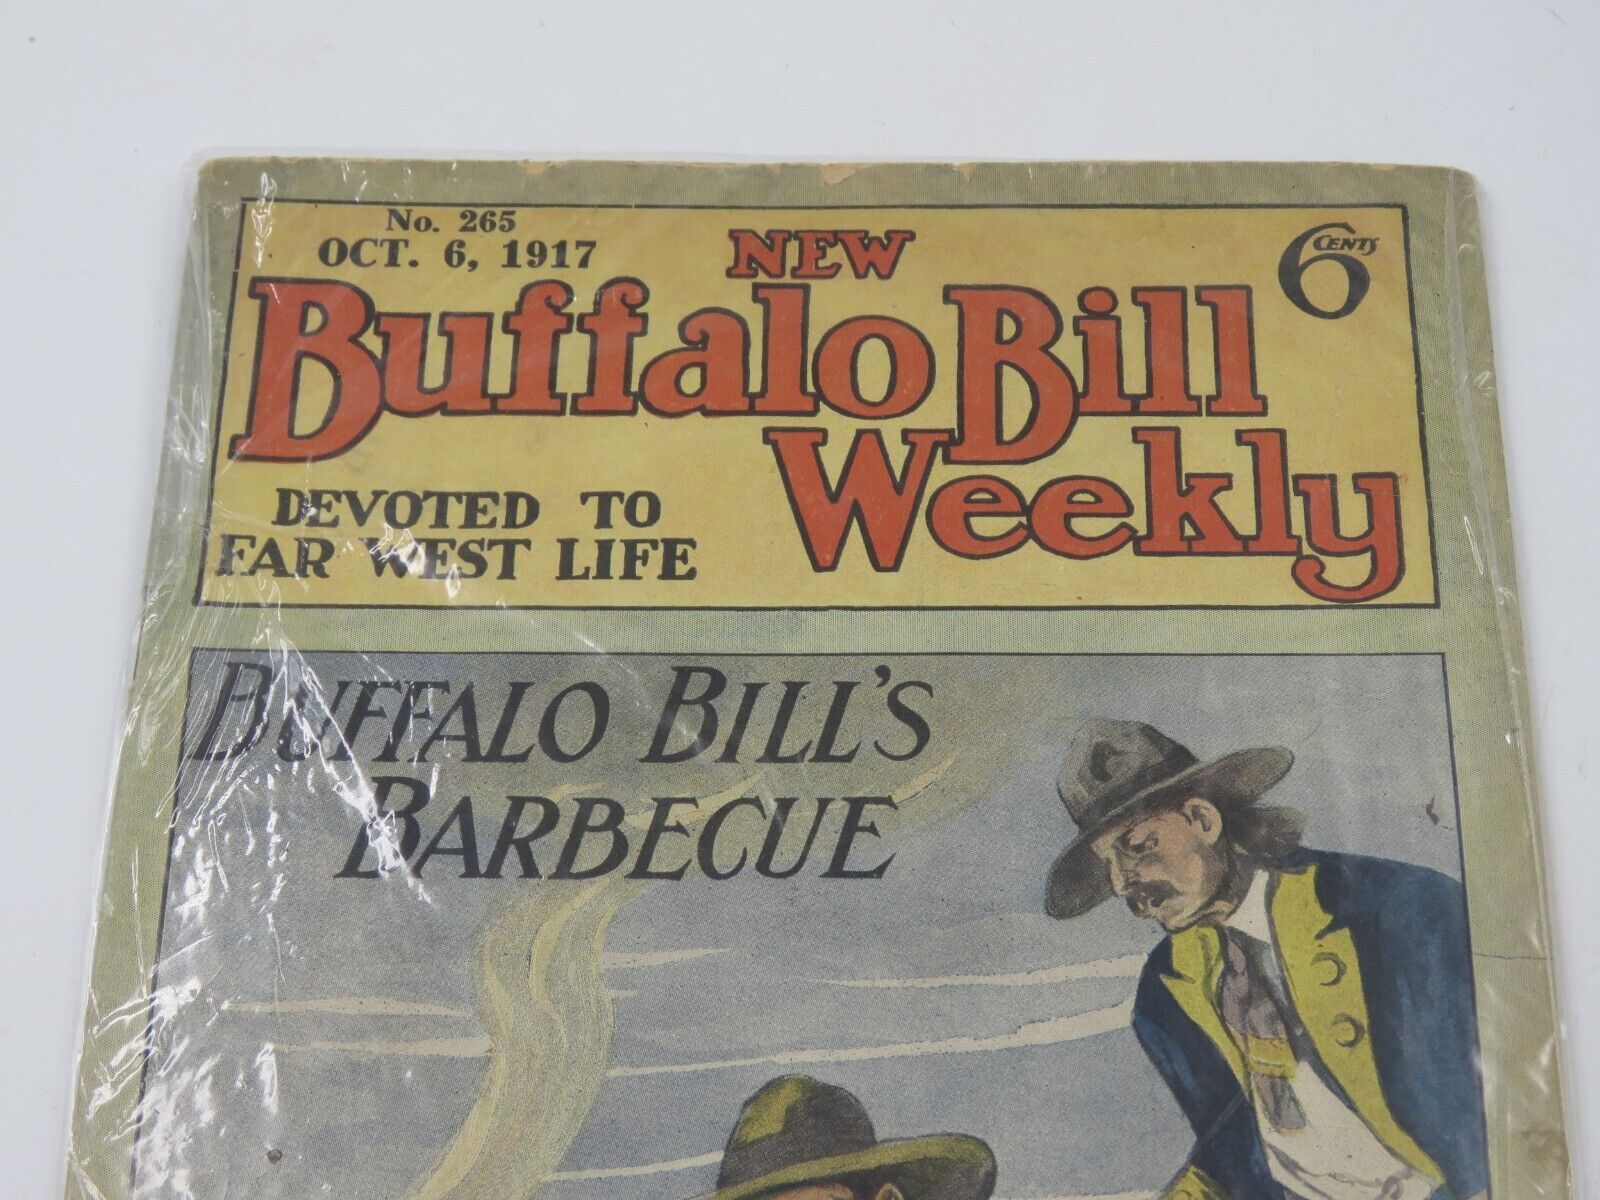 No. 265
OCT. 6, 1917
NEW
6 CENTS
Buffalo Bill
Weekly
DEVOTED TO
FAR WEST LIFE
BUFFALO BILL'S
BARBECUE